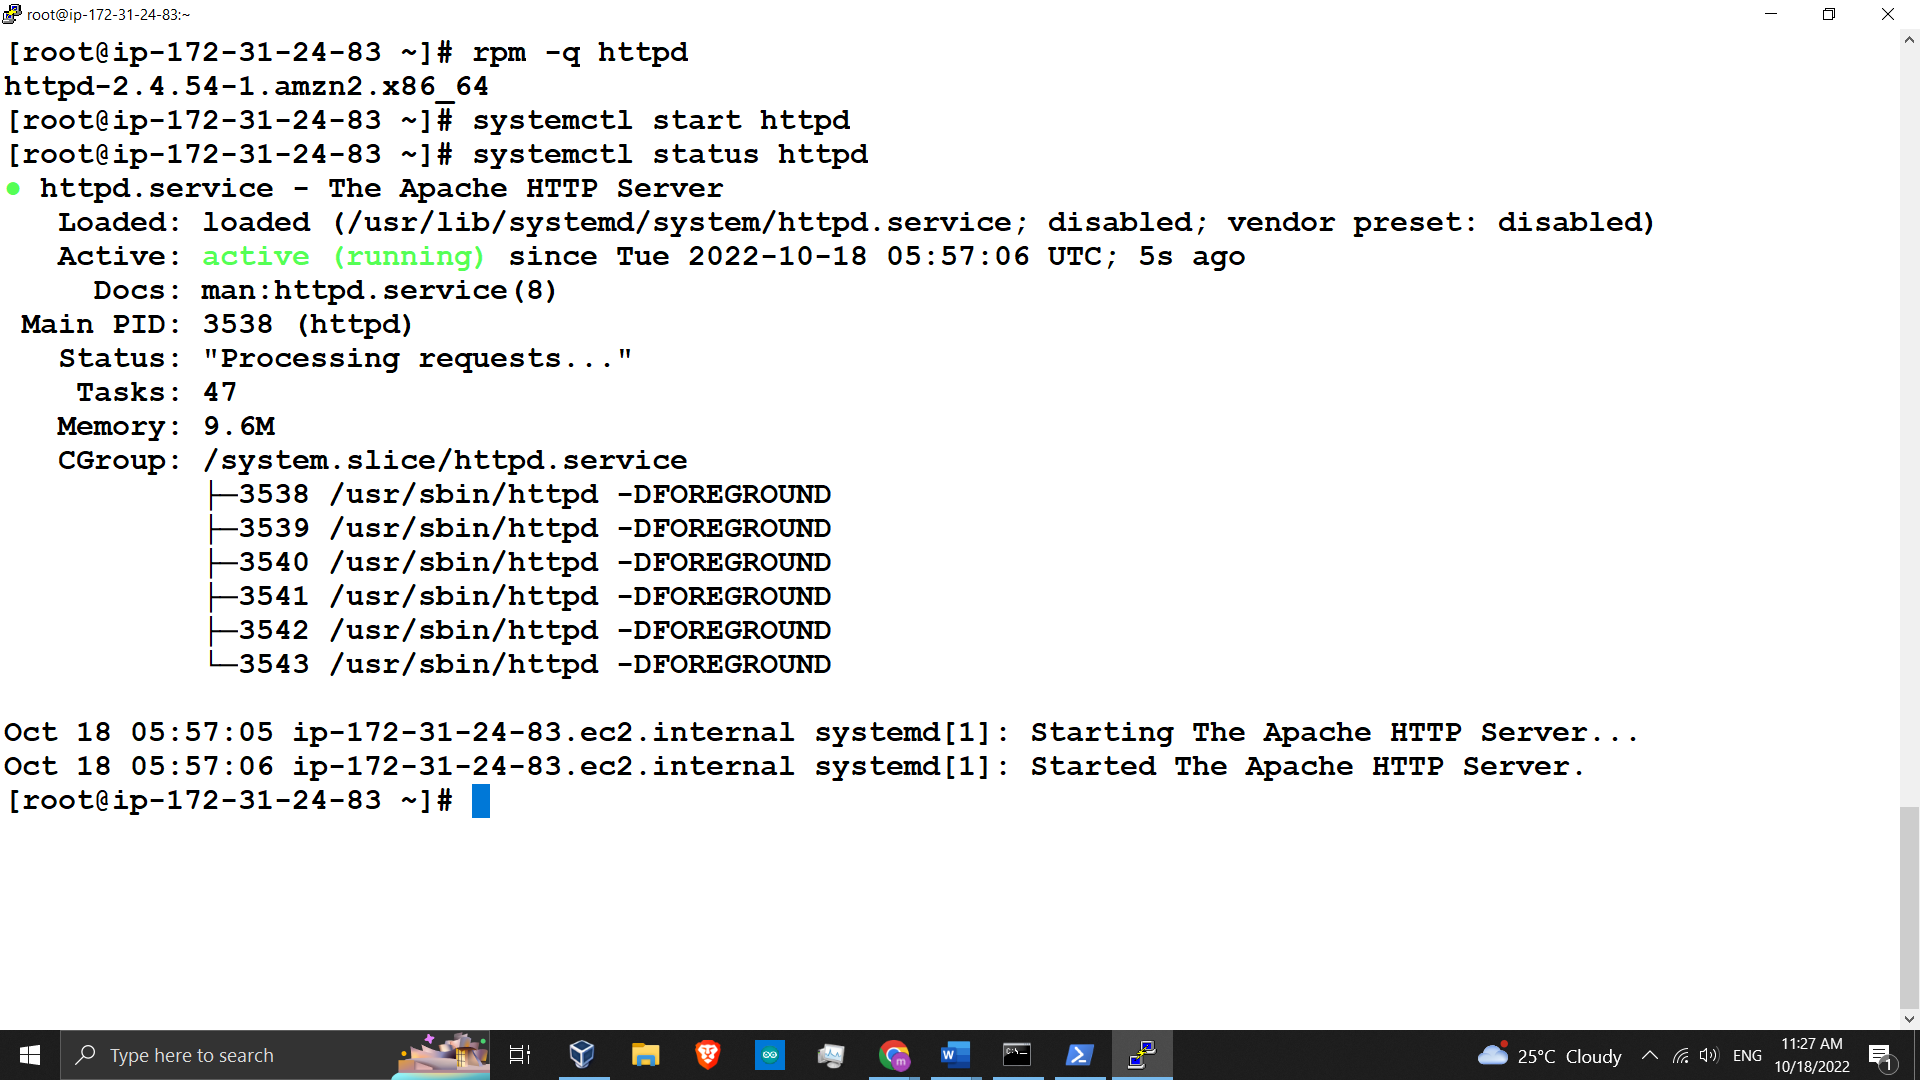 root@ip-172-31-24-83:~
[root@ip-172-31-24-83 ~]# rpm -q httpd
httpd-2.4.54-1.amzn2.x86_64
[root@ip-172-31-24-83 ~]# systemctl start httpd
[root@ip-172-31-24-83 ~]# systemctl status httpd
● httpd.service - The Apache HTTP Server
   Loaded: loaded (/usr/lib/systemd/system/httpd.service; disabled; vendor preset: disabled)
   Active: active (running) since Tue 2022-10-18 05:57:06 UTC; 5s ago
     Docs: man:httpd.service(8)
 Main PID: 3538 (httpd)
   Status: "Processing requests..."
    Tasks: 47
   Memory: 9.6M
   CGroup: /system.slice/httpd.service
           ├─3538 /usr/sbin/httpd -DFOREGROUND
           ├─3539 /usr/sbin/httpd -DFOREGROUND
           ├─3540 /usr/sbin/httpd -DFOREGROUND
           ├─3541 /usr/sbin/httpd -DFOREGROUND
           ├─3542 /usr/sbin/httpd -DFOREGROUND
           └─3543 /usr/sbin/httpd -DFOREGROUND
Oct 18 05:57:05 ip-172-31-24-83.ec2.internal systemd[1]: Starting The Apache HTTP Server...
Oct 18 05:57:06 ip-172-31-24-83.ec2.internal systemd[1]: Started The Apache HTTP Server.
[root@ip-172-31-24-83 ~]#
Type here to search
25°C Cloudy
ENG
11:27 AM
10/18/2022
1